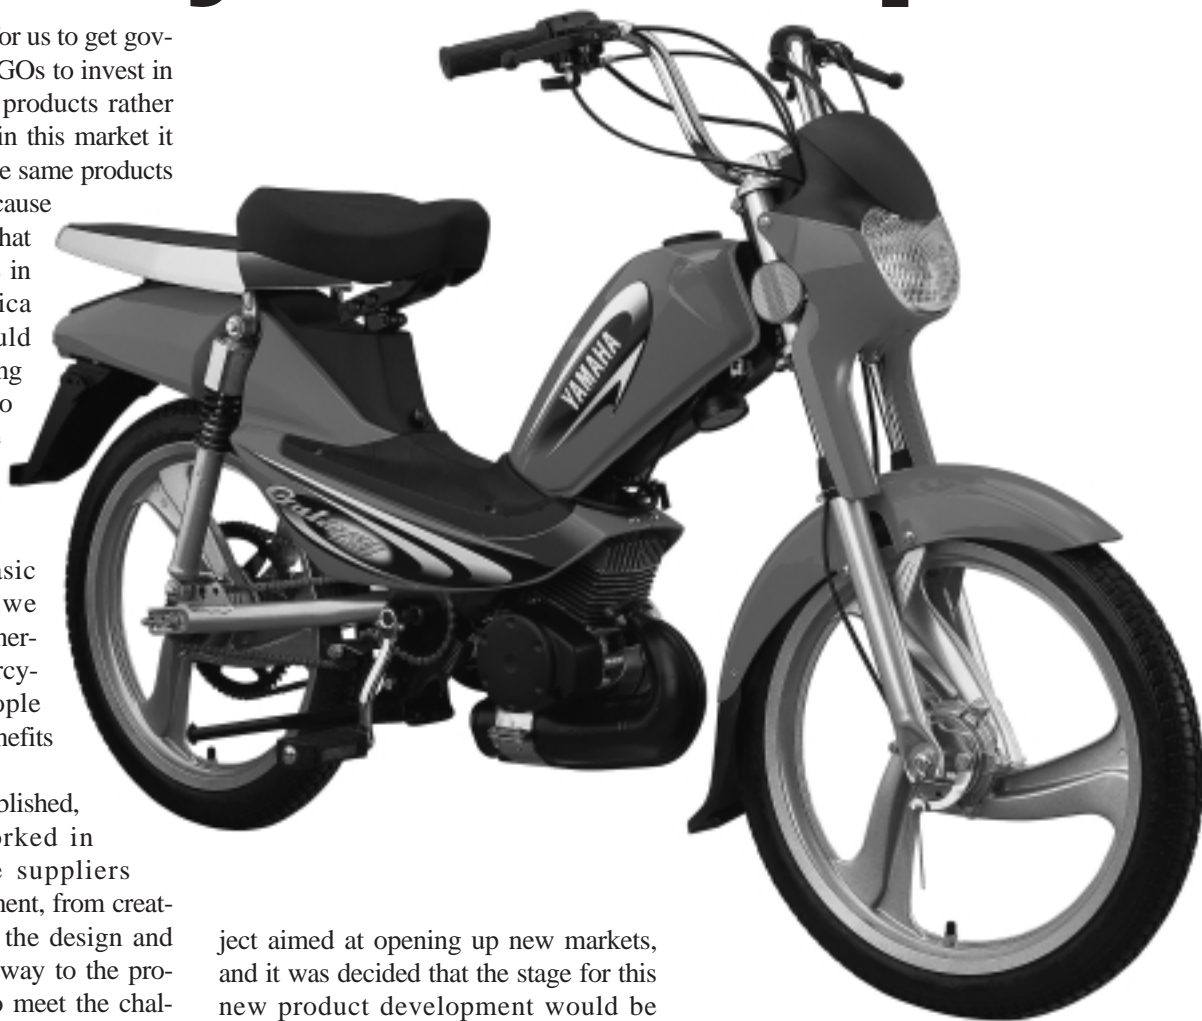 or us to get gov-
GOs to invest in
products rather
in this market it
e same products
cause
hat
in
ica
uld
ng
o
asic
we
ner-
rcy-
ople
nefits
blished,
orked in
e suppliers
nent, from creat-
the design and
way to the pro-
o meet the chal-
ject aimed at opening up new markets,
and it was decided that the stage for this
new product development would be
YAMAHA